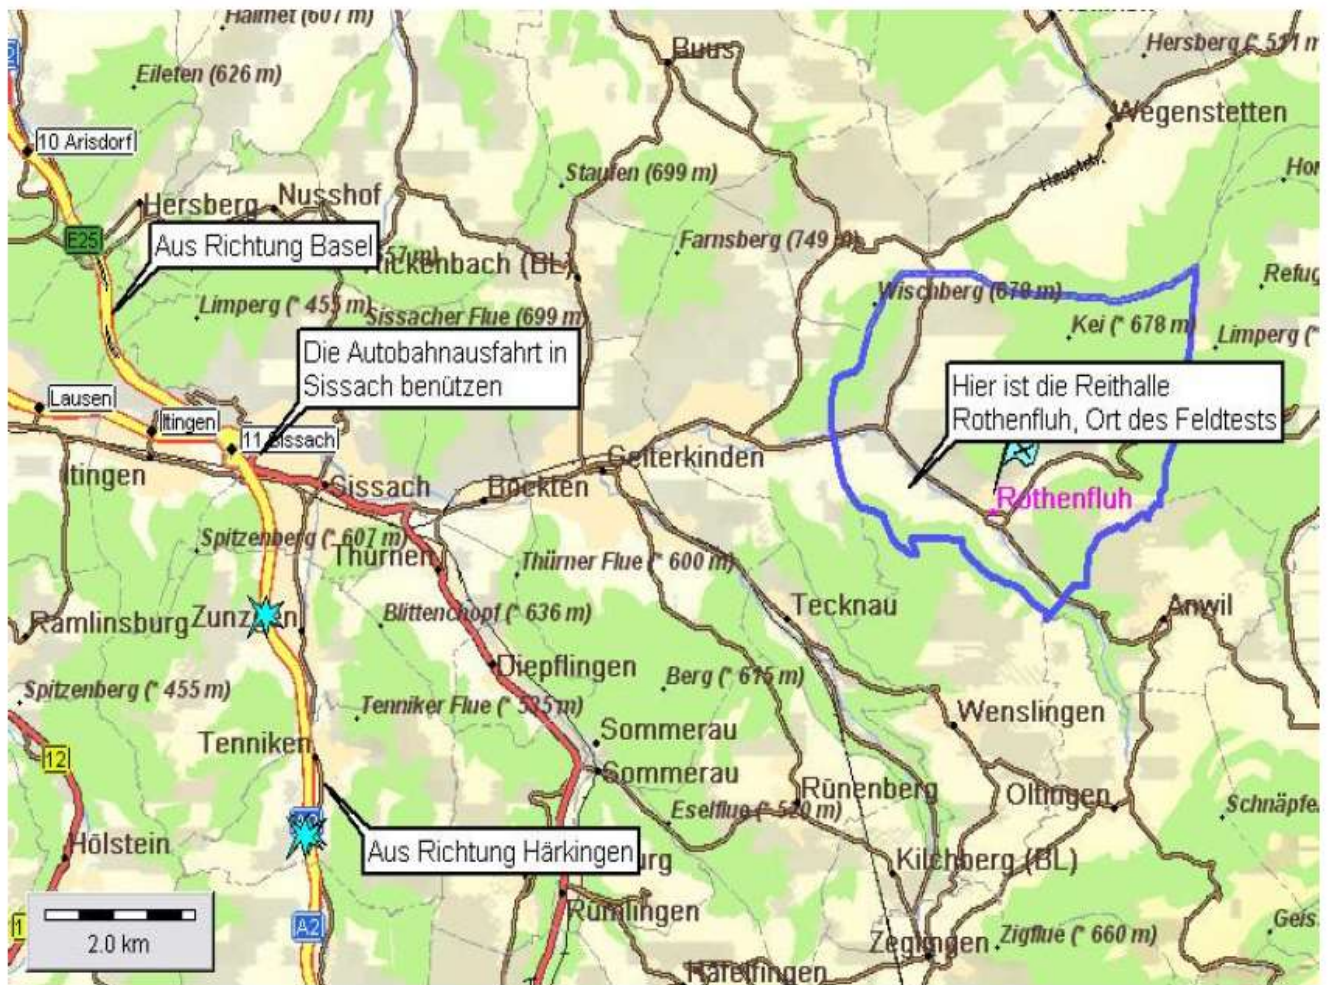 Halmet (607 m)
Buus
Hersberg (* 511 m
Eileten (626 m)
Wegenstetten
10 Arisdorf
Hauptstr.
Staufen (699 m)
Nusshof
Hersberg
E25
Aus Richtung Basel
Farnsberg (749 m)
Rickenbach (BL)
Refug
Wischberg (678 m)
Limperg (* 455 m)
Sissacher Flue (699 m)
Kei (* 678 m)
Limperg (*
Die Autobahnausfahrt in
Sissach benützen
Hier ist die Reithalle
Rothenfluh, Ort des Feldtests
Lausen
Itingen
11 Sissach
Itingen
Gelterkinden
Sissach
Böckten
Rothenfluh
Spitzenberg (* 607 m)
Thürnen
Thürner Flue (* 600 m)
Ramlinsburg
Zunzgen
Blittenchopf (* 636 m)
Tecknau
Anwil
Diepflingen
Spitzenberg (* 455 m)
Berg (* 615 m)
Tenniker Flue (* 535 m)
Wenslingen
Sommerau
Tenniken
12
Sommerau
Rünenberg
Oltingen
Eselflue (* 520 m)
Schnäpfe
Hölstein
Aus Richtung Härkingen
urg
Kilchberg (BL)
Rümlingen
A2
1
2.0 km
Zeglingen
Zigflue (* 660 m)
Geis
Häfelfingen